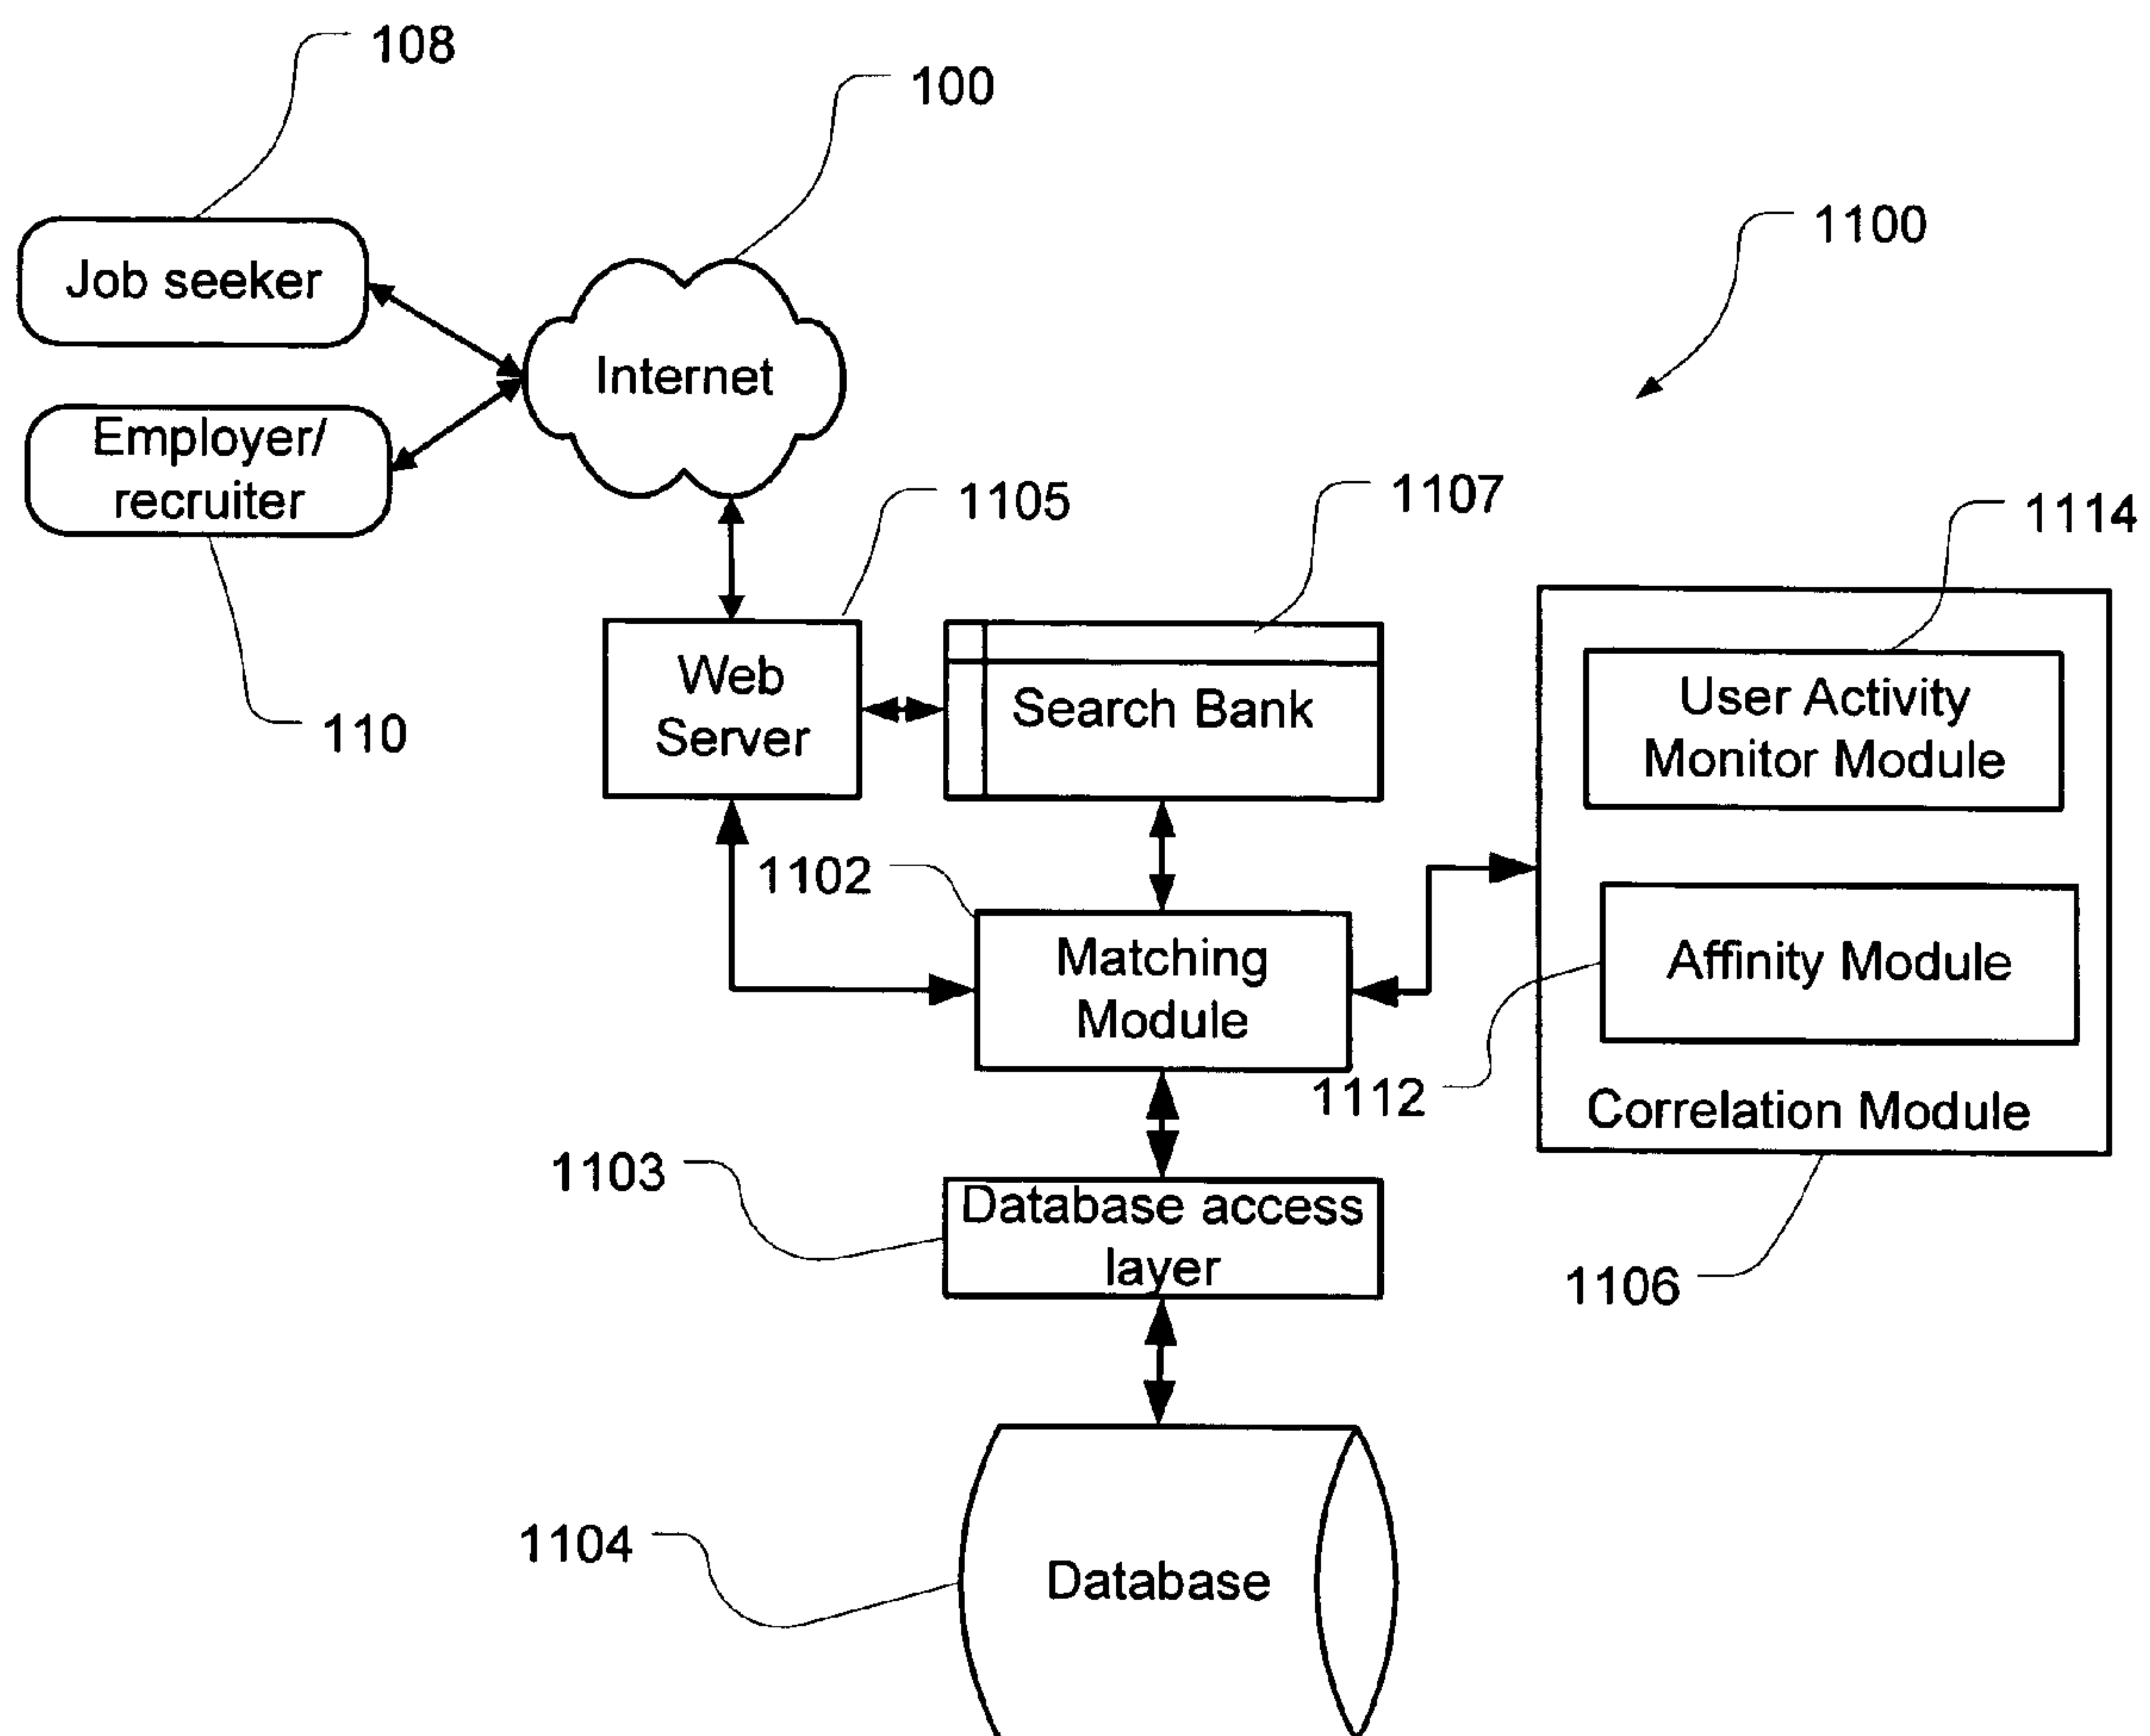 108
100
1100
Job seeker
Internet
Employer/
recruiter
1105
1107
1114
110
Web
Server
Search Bank
User Activity
Monitor Module
1102
Matching
Module
Affinity Module
1112
Correlation Module
1103
Database access
layer
1106
1104
Database